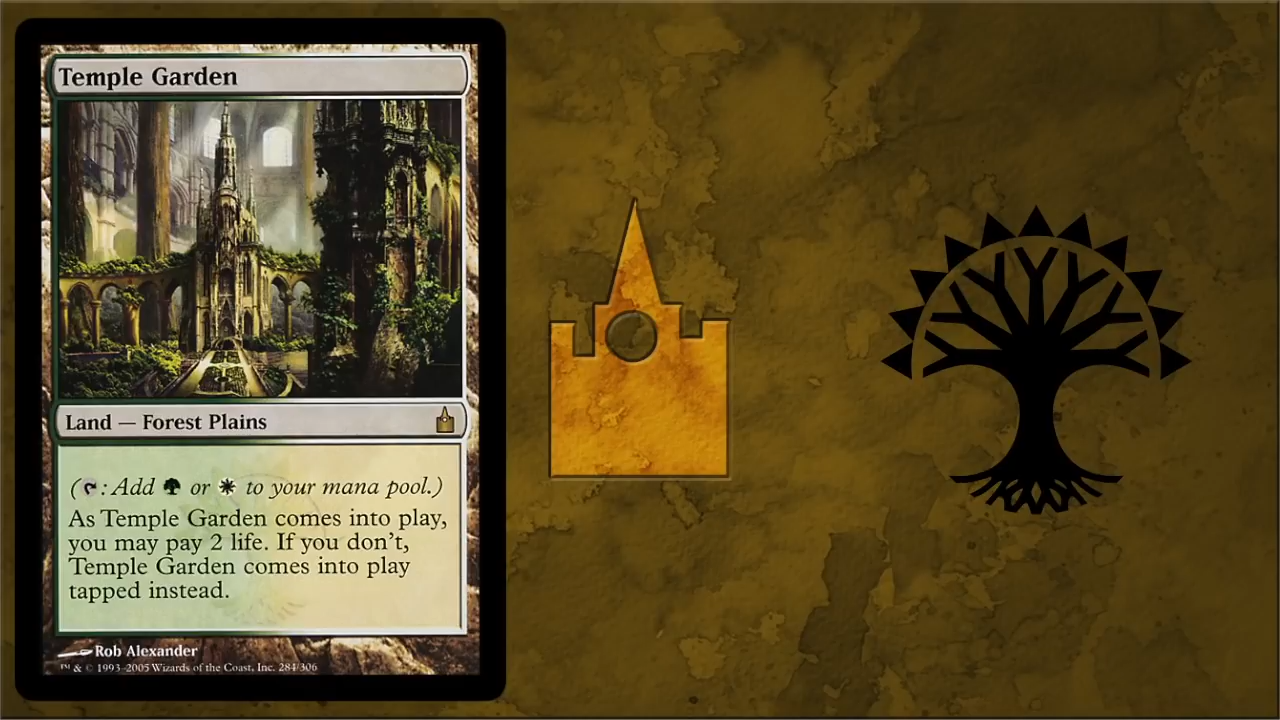 Temple Garden
Land — Forest Plains
( : Add or to your mana pool.)
As Temple Garden comes into play,
you may pay 2 life. If you don't,
Temple Garden comes into play
tapped instead.
Rob Alexander
™ & © 1993–2005 Wizards of the Coast, Inc. 284/306